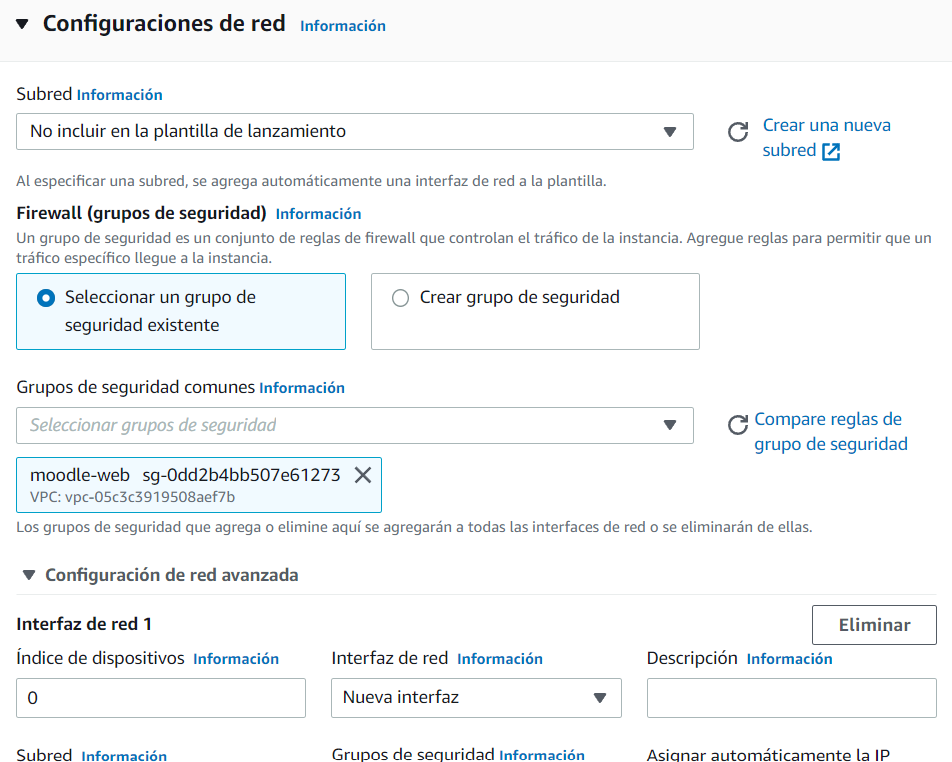 Configuraciones de red Información
Subred Información
No incluir en la plantilla de lanzamiento
Crear una nueva
subred
Al especificar una subred, se agrega automáticamente una interfaz de red a la plantilla.
Firewall (grupos de seguridad) Información
Un grupo de seguridad es un conjunto de reglas de firewall que controlan el tráfico de la instancia. Agregue reglas para permitir que un
tráfico específico llegue a la instancia.
Seleccionar un grupo de
seguridad existente
Crear grupo de seguridad
Grupos de seguridad comunes Información
Seleccionar grupos de seguridad
Compare reglas de
grupo de seguridad
moodle-web sg-0dd2b4bb507e61273
VPC: vpc-05c3c3919508aef7b
Los grupos de seguridad que agrega o elimine aquí se agregarán a todas las interfaces de red o se eliminarán de ellas.
Configuración de red avanzada
Interfaz de red 1
Eliminar
Índice de dispositivos Información
Interfaz de red Información
Descripción Información
0
Nueva interfaz
Subred Información
Grupos de seguridad Información
Asignar automáticamente la IP